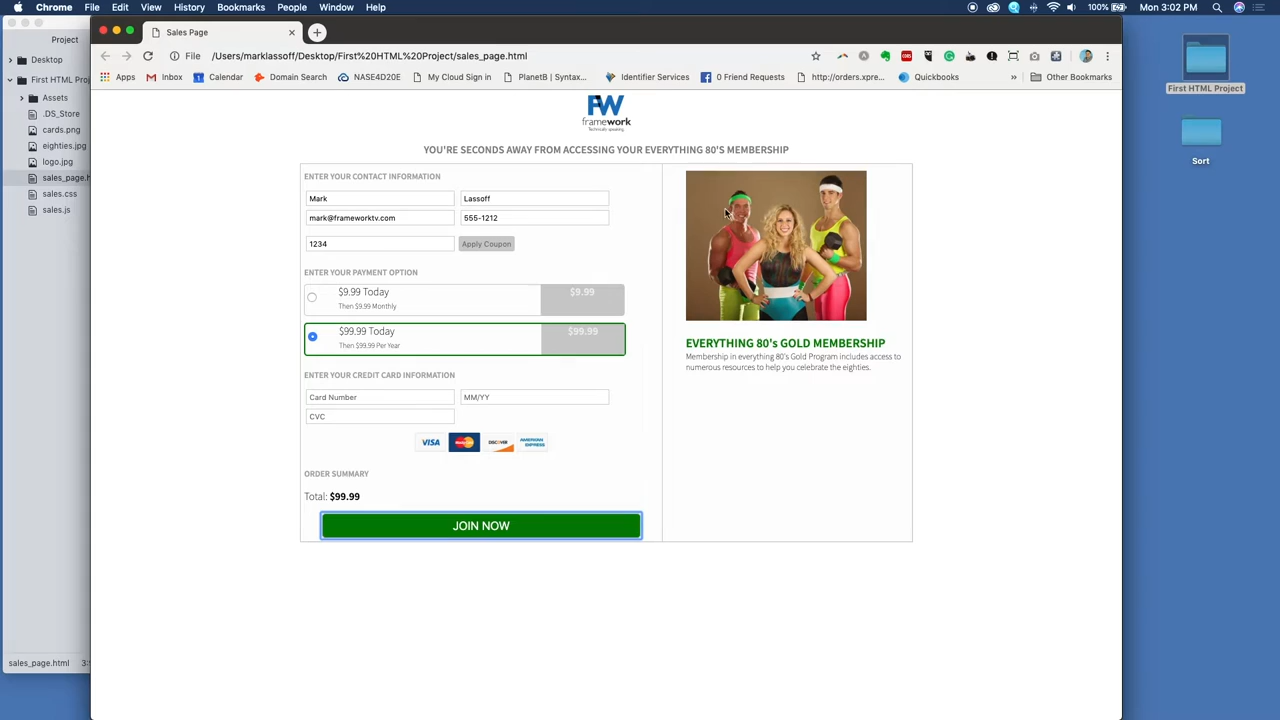 Chrome File Edit View History Bookmarks People Window Help
100% Mon 3:02 PM
Project
Desktop
First HTML Proj
Assets
.DS_Store
cards.png
eighties.jpg
logo.jpg
sales_page.h
sales.css
sales.js
sales_page.html 3:
Sales Page
File /Users/marklassoff/Desktop/First%20HTML%20Project/sales_page.html
Apps Inbox Calendar Domain Search NASE4D20E My Cloud Sign in PlanetB | Syntax... Identifier Services 0 Friend Requests http://orders.xpre... Quickbooks » Other Bookmarks
FW
framework
Technically speaking.
YOU'RE SECONDS AWAY FROM ACCESSING YOUR EVERYTHING 80'S MEMBERSHIP
ENTER YOUR CONTACT INFORMATION
Mark Lassoff
mark@frameworktv.com 555-1212
1234 Apply Coupon
ENTER YOUR PAYMENT OPTION
$9.99 Today $9.99
Then $9.99 Monthly
$99.99 Today $99.99
Then $99.99 Per Year
ENTER YOUR CREDIT CARD INFORMATION
Card Number MM/YY
CVC
VISA MasterCard DISCOVER AMERICAN EXPRESS
ORDER SUMMARY
Total: $99.99
JOIN NOW
EVERYTHING 80's GOLD MEMBERSHIP
Membership in everything 80's Gold Program includes access to
numerous resources to help you celebrate the eighties.
First HTML Project
Sort